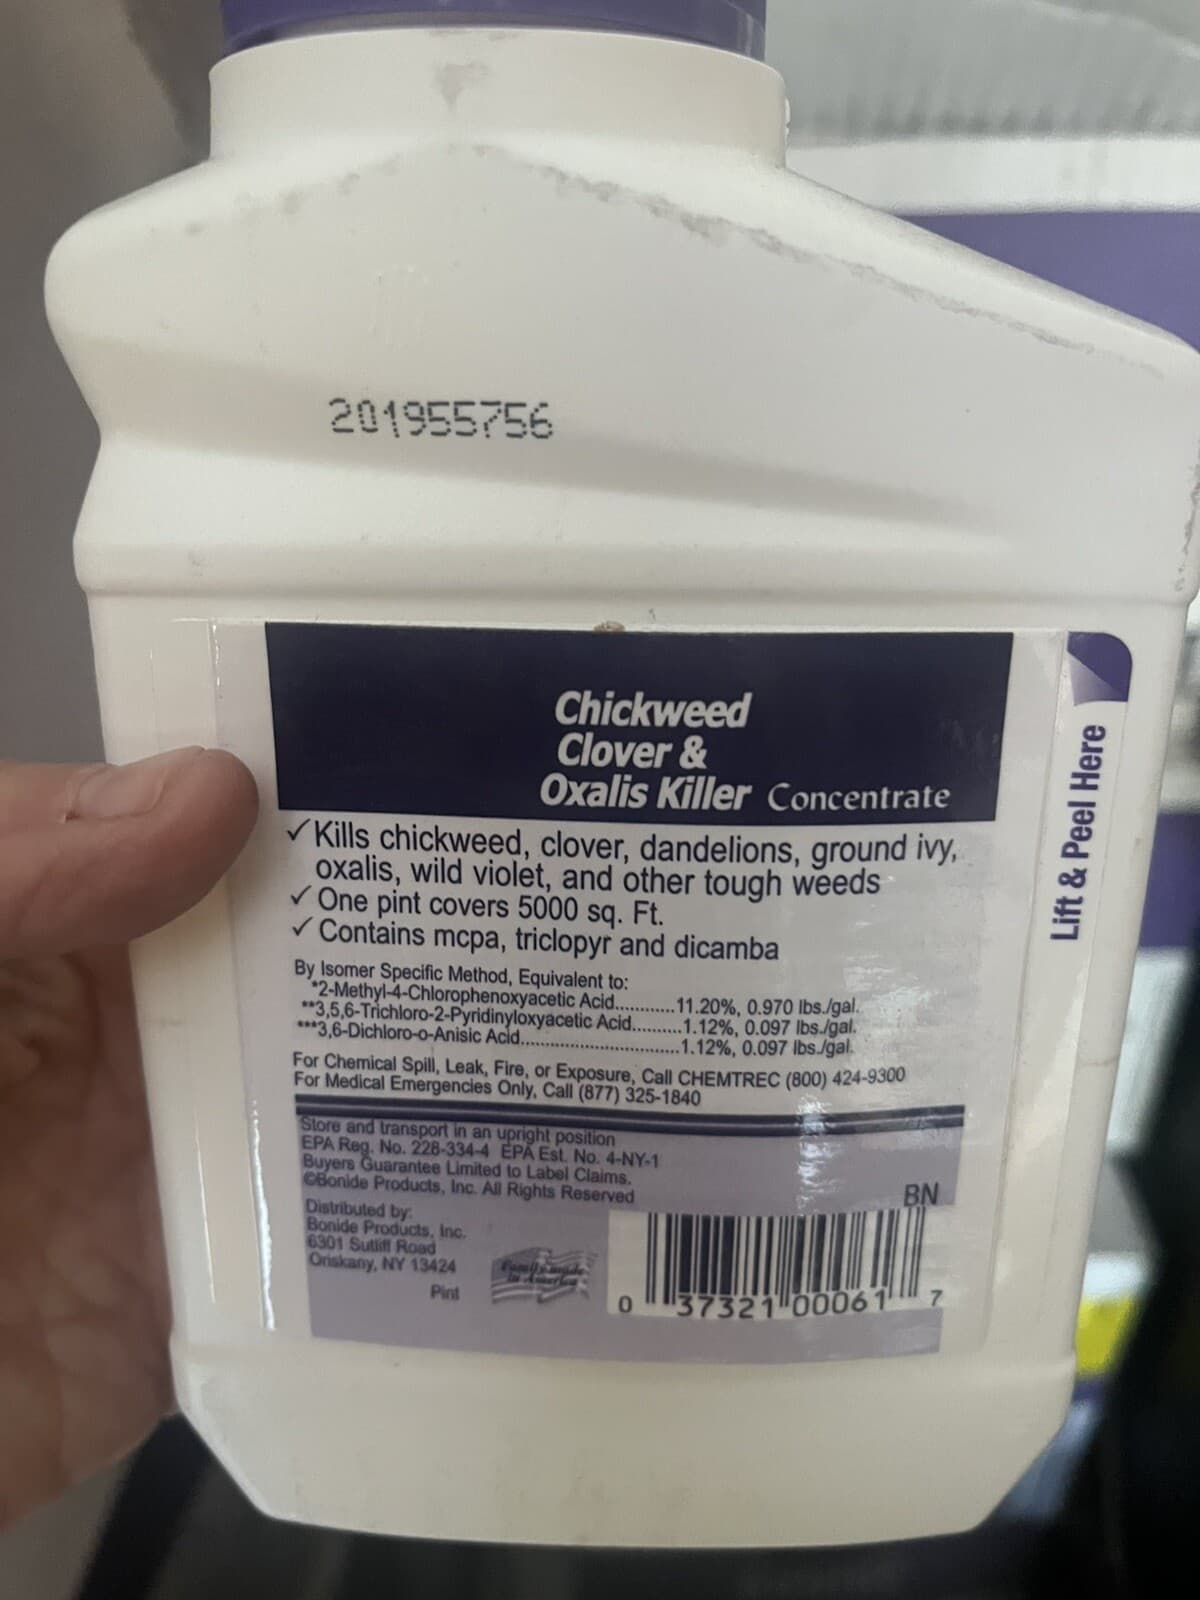 201955756
Chickweed
Clover &
Oxalis Killer Concentrate
✓Kills chickweed, clover, dandelions, ground ivy,
oxalis, wild violet, and other tough weeds
✓ One pint covers 5000 sq. Ft.
✓ Contains mcpa, triclopyr and dicamba
By Isomer Specific Method, Equivalent to:
*2-Methyl-4-Chlorophenoxyacetic Acid...........11.20%, 0.970 lbs./gal.
**3,5,6-Trichloro-2-Pyridinyloxyacetic Acid..........1.12%, 0.097 lbs./gal.
***3,6-Dichloro-o-Anisic Acid................................1.12%, 0.097 lbs./gal.
For Chemical Spill, Leak, Fire, or Exposure, Call CHEMTREC (800) 424-9300
For Medical Emergencies Only, Call (877) 325-1840
Store and transport in an upright position
EPA Reg. No. 228-334-4 EPA Est. No. 4-NY-1
Buyers Guarantee Limited to Label Claims.
©Bonide Products, Inc. All Rights Reserved
Distributed by:
Bonide Products, Inc.
6301 Sutliff Road
Oriskany, NY 13424
Pint
Family made
in America
BN
0 37321 00061 7
Lift & Peel Here